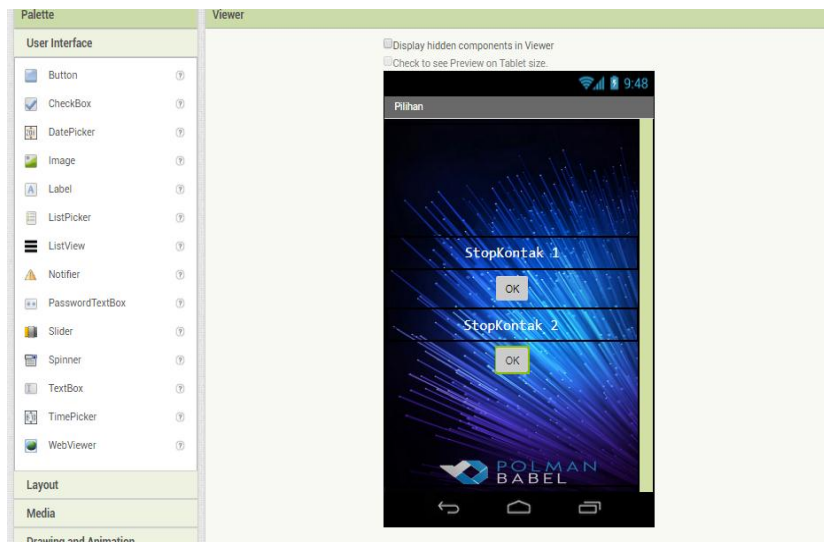 Palette
Viewer
User Interface
Button
CheckBox
DatePicker
Image
Label
ListPicker
ListView
Notifier
PasswordTextBox
Slider
Spinner
TextBox
TimePicker
WebViewer
Layout
Media
Drawing and Animation
Display hidden components in Viewer
Check to see Preview on Tablet size.
9:48
Pilihan
StopKontak 1
OK
StopKontak 2
OK
POLMAN
BABEL